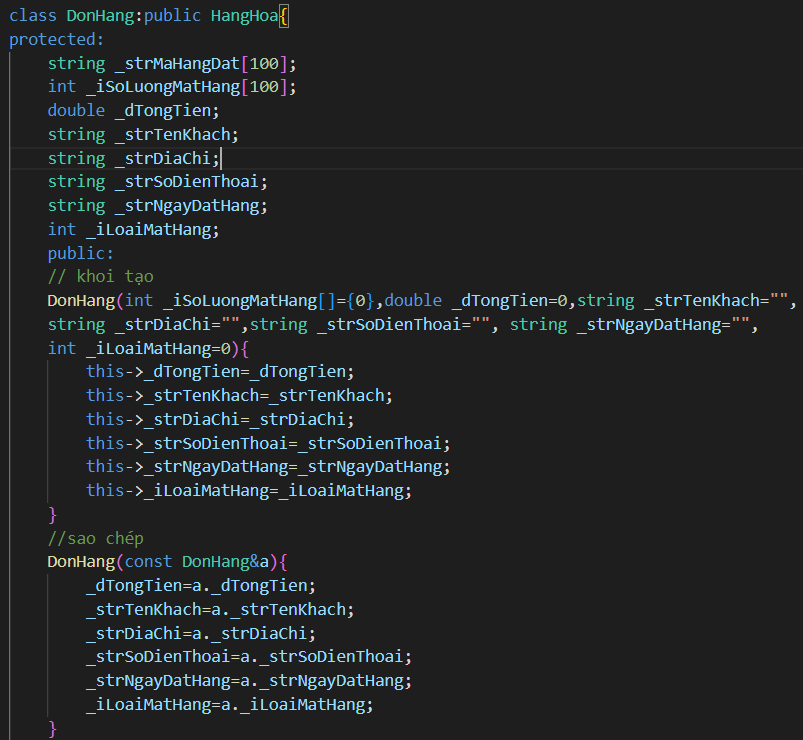 class DonHang:public HangHoa{
protected:
    string _strMaHangDat[100];
    int _iSoLuongMatHang[100];
    double _dTongTien;
    string _strTenKhach;
    string _strDiaChi;
    string _strSoDienThoai;
    string _strNgayDatHang;
    int _iLoaiMatHang;
    public:
    // khoi tạo
    DonHang(int _iSoLuongMatHang[]={0},double _dTongTien=0,string _strTenKhach="",
    string _strDiaChi="",string _strSoDienThoai="", string _strNgayDatHang="",
    int _iLoaiMatHang=0){
        this->_dTongTien=_dTongTien;
        this->_strTenKhach=_strTenKhach;
        this->_strDiaChi=_strDiaChi;
        this->_strSoDienThoai=_strSoDienThoai;
        this->_strNgayDatHang=_strNgayDatHang;
        this->_iLoaiMatHang=_iLoaiMatHang;
    }
    //sao chép
    DonHang(const DonHang&a){
        _dTongTien=a._dTongTien;
        _strTenKhach=a._strTenKhach;
        _strDiaChi=a._strDiaChi;
        _strSoDienThoai=a._strSoDienThoai;
        _strNgayDatHang=a._strNgayDatHang;
        _iLoaiMatHang=a._iLoaiMatHang;
    }